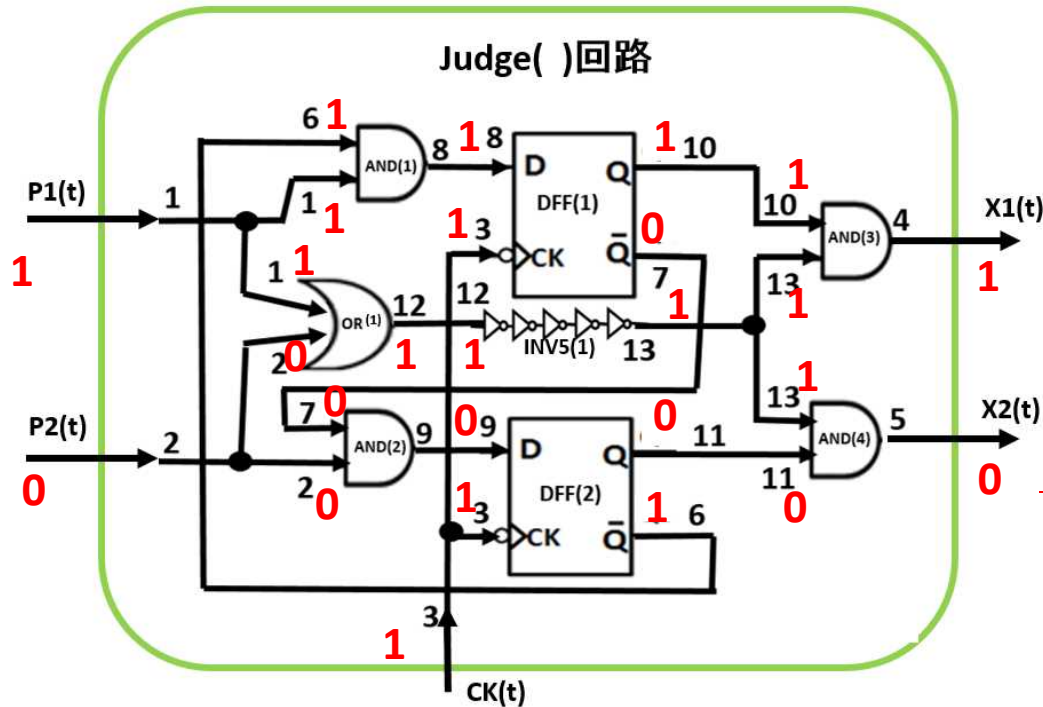 Judge( )回路
6 1
AND(1)
8 1 8
D Q
1 10
DFF(1)
1
10
P1(t)
1
1
1
1 3
CK Q̅
0
7
AND(3)
4
X1(t)
1
1
1 1
OR(1)
12
12
1
1
1
INV5(1)
13
13
1
2 0
0
7
0 9
0
1
13
P2(t)
2
0
AND(2)
9
D Q
11
AND(4)
5
X2(t)
0
2 0
DFF(2)
11
0
1
3
CK Q̅
1 6
3
1
CK(t)